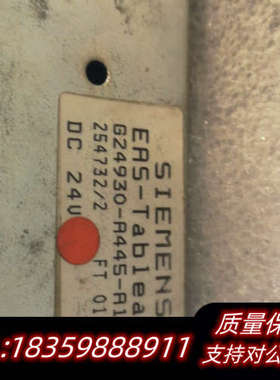 SIEMENS
EAS-Tablea
G24930-A445-A1
254732/2 FT 01
DC 24V
质量保
支持对公
:18359888911